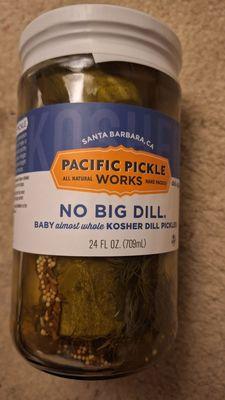 KOSHER
SANTA BARBARA, CA
PACIFIC PICKLE
ALL NATURAL WORKS HAND PACKED
NO BIG DILL.
BABY almost whole KOSHER DILL PICKLES
24 FL OZ. (709mL)